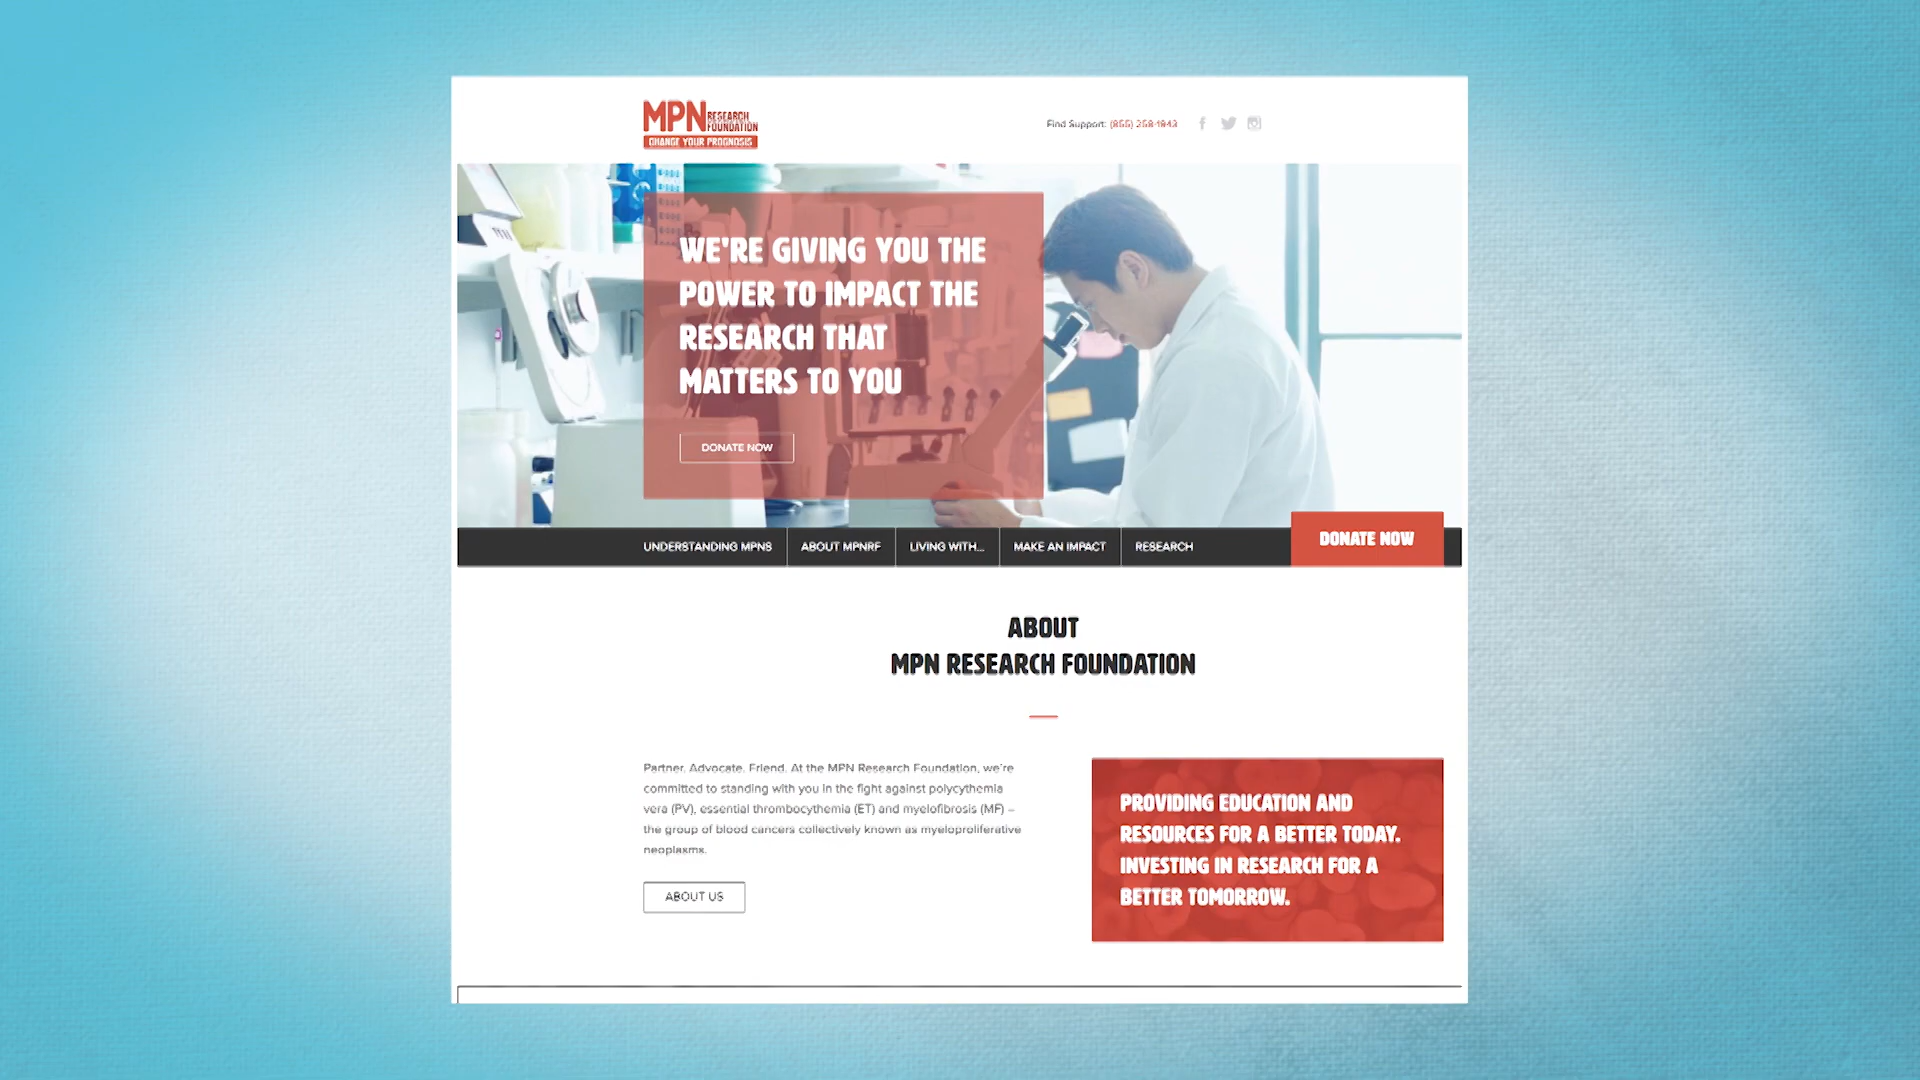 MPN RESEARCH
FOUNDATION
CHANGE YOUR PROGNOSIS
Find Support: (855) 258-1943
WE'RE GIVING YOU THE
POWER TO IMPACT THE
RESEARCH THAT
MATTERS TO YOU
DONATE NOW
UNDERSTANDING MPNS ABOUT MPNRF LIVING WITH... MAKE AN IMPACT RESEARCH DONATE NOW
ABOUT
MPN RESEARCH FOUNDATION
Partner. Advocate. Friend. At the MPN Research Foundation, we're
committed to standing with you in the fight against polycythemia
vera (PV), essential thrombocythemia (ET) and myelofibrosis (MF) –
the group of blood cancers collectively known as myeloproliferative
neoplasms.
ABOUT US
PROVIDING EDUCATION AND
RESOURCES FOR A BETTER TODAY.
INVESTING IN RESEARCH FOR A
BETTER TOMORROW.